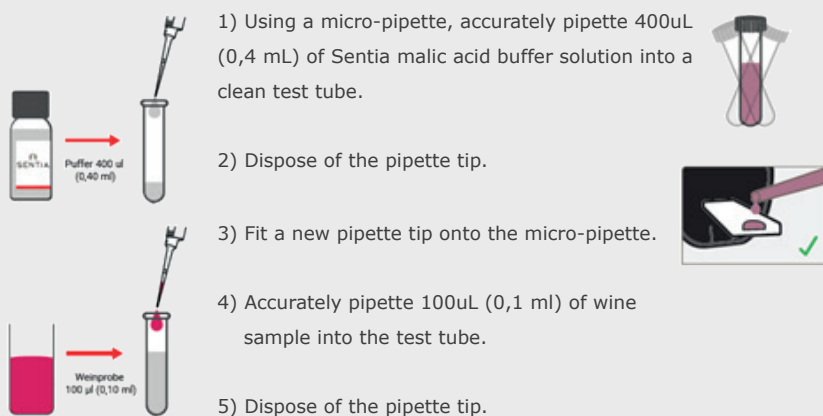 1) Using a micro-pipette, accurately pipette 400uL
(0,4 mL) of Sentia malic acid buffer solution into a
clean test tube.
SENTIA
Puffer 400 ul
(0,40 ml)
2) Dispose of the pipette tip.
3) Fit a new pipette tip onto the micro-pipette.
4) Accurately pipette 100uL (0,1 ml) of wine
sample into the test tube.
Weinprobe
100 µl (0,10 ml)
5) Dispose of the pipette tip.